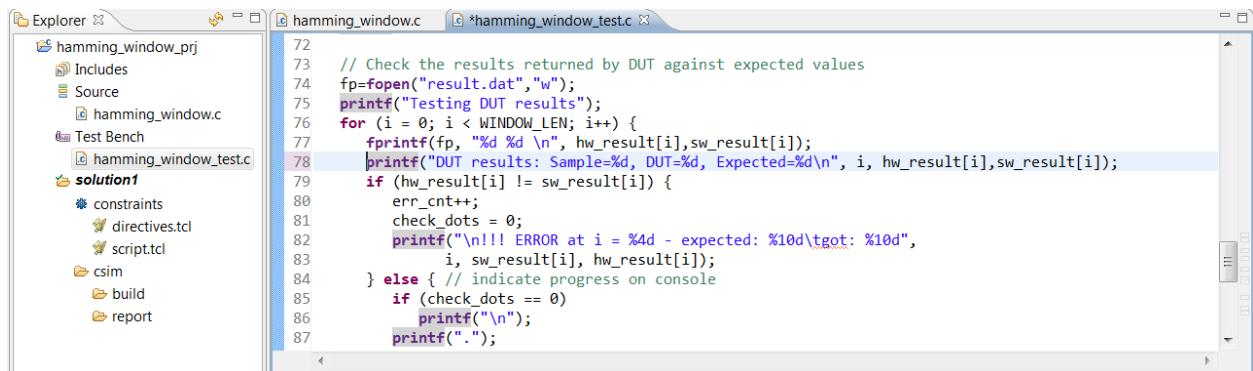 Explorer
hamming_window_prj
Includes
Source
hamming_window.c
Test Bench
hamming_window_test.c
solution1
constraints
directives.tcl
script.tcl
csim
build
report
hamming_window.c
*hamming_window_test.c
72
73 // Check the results returned by DUT against expected values
74 fp=fopen("result.dat","w");
75 printf("Testing DUT results");
76 for (i = 0; i < WINDOW_LEN; i++) {
77 fprintf(fp, "%d %d \n", hw_result[i],sw_result[i]);
78 printf("DUT results: Sample=%d, DUT=%d, Expected=%d\n", i, hw_result[i],sw_result[i]);
79 if (hw_result[i] != sw_result[i]) {
80 err_cnt++;
81 check_dots = 0;
82 printf("\n!!! ERROR at i = %4d - expected: %10d\tgot: %10d",
83 i, sw_result[i], hw_result[i]);
84 } else { // indicate progress on console
85 if (check_dots == 0)
86 printf("\n");
87 printf(".");